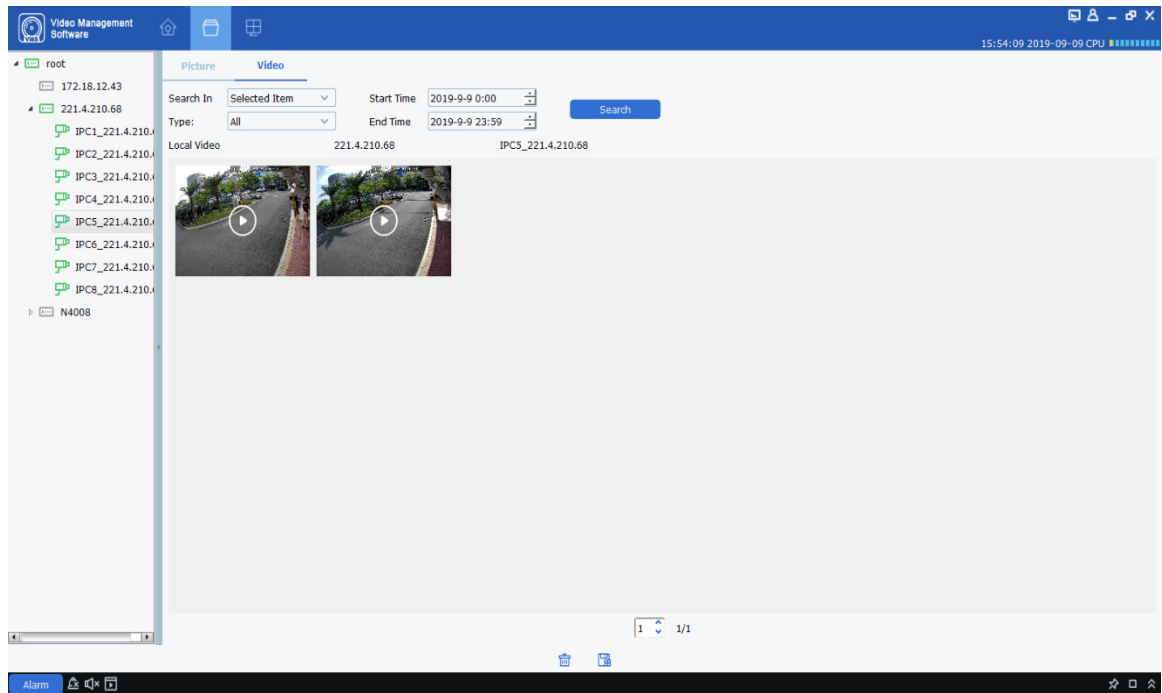 Video Management
Software
15:54:09 2019-09-09 CPU
root
172.18.12.43
221.4.210.68
IPC1_221.4.210.
IPC2_221.4.210.
IPC3_221.4.210.
IPC4_221.4.210.
IPC5_221.4.210.
IPC6_221.4.210.
IPC7_221.4.210.
IPC8_221.4.210.
N4008
Picture Video
Search In Selected Item Start Time 2019-9-9 0:00
Search
Type: All End Time 2019-9-9 23:59
Local Video 221.4.210.68 IPC5_221.4.210.68
1 1/1
Alarm